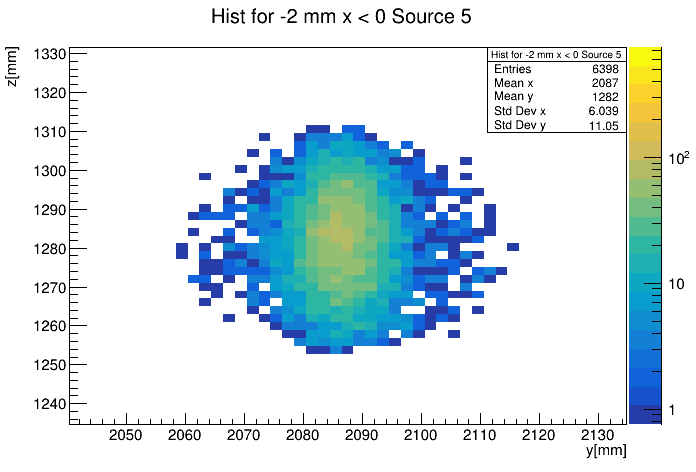 Hist for -2 mm x < 0 Source 5
z[mm]
1330
1320
1310
1300
1290
1280
1270
1260
1250
1240
Hist for -2 mm x < 0 Source 5
Entries 6398
Mean x 2087
Mean y 1282
Std Dev x 6.039
Std Dev y 11.05
10²
10
1
2050 2060 2070 2080 2090 2100 2110 2120 2130
y[mm]